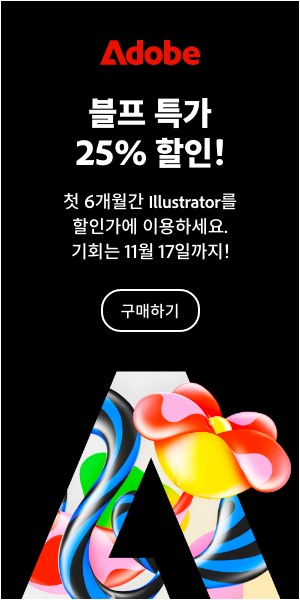 Adobe
블프 특가
25% 할인!
첫 6개월간 Illustrator를
할인가에 이용하세요.
기회는 11월 17일까지!
구매하기